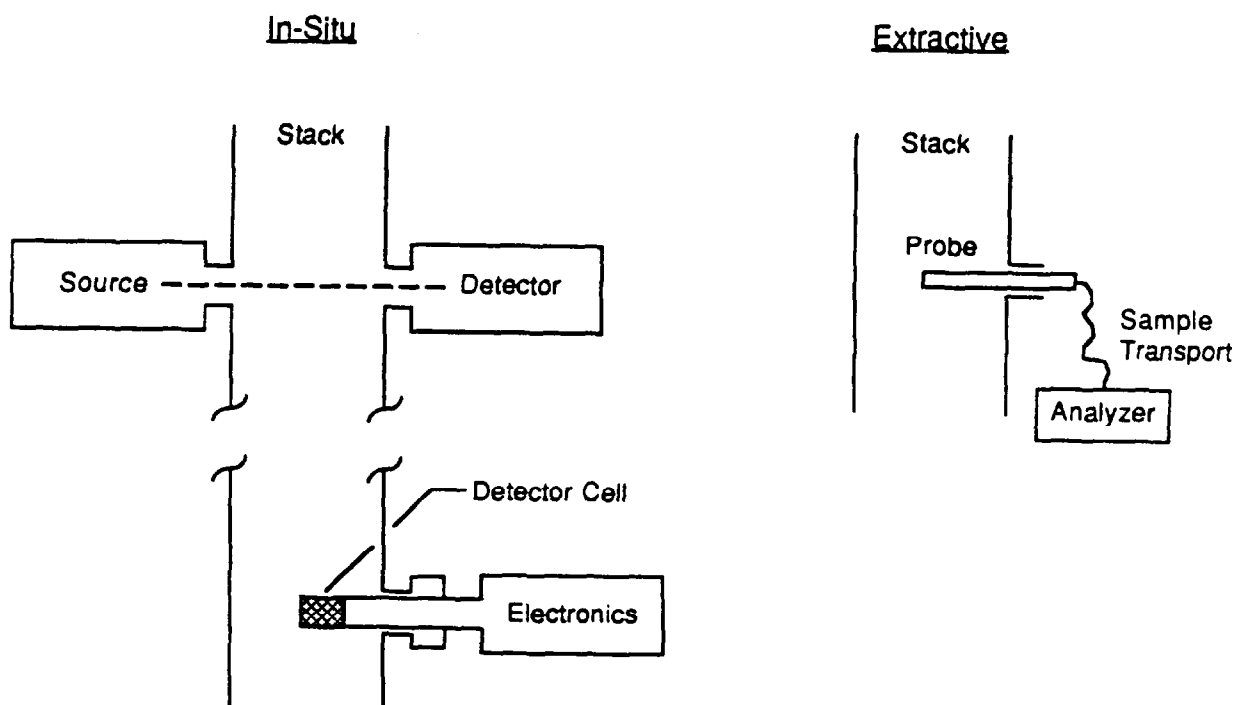 In-Situ
Stack
Source
Detector
Detector Cell
Electronics
Extractive
Stack
Probe
Sample
Transport
Analyzer